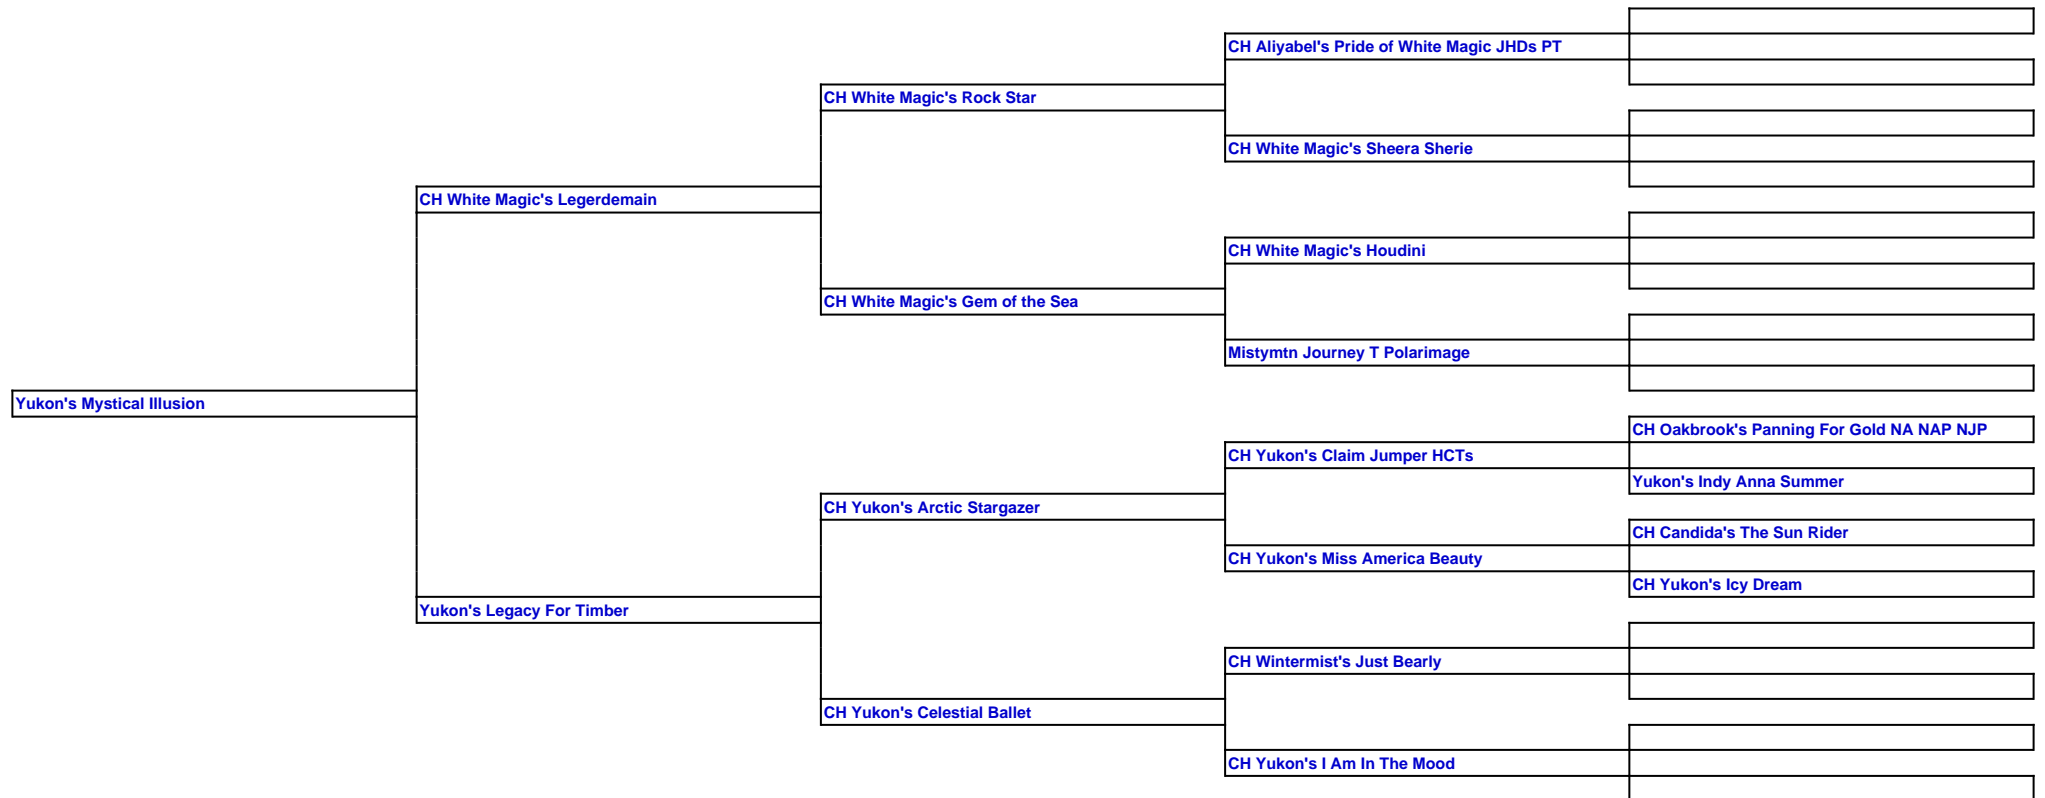 CH Aliyabel's Pride of White Magic JHDs PT
CH White Magic's Rock Star
CH White Magic's Sheera Sherie
CH White Magic's Legerdemain
CH White Magic's Houdini
CH White Magic's Gem of the Sea
Mistymtn Journey T Polarimage
Yukon's Mystical Illusion
CH Oakbrook's Panning For Gold NA NAP NJP
CH Yukon's Claim Jumper HCTs
Yukon's Indy Anna Summer
CH Yukon's Arctic Stargazer
CH Candida's The Sun Rider
CH Yukon's Miss America Beauty
CH Yukon's Icy Dream
Yukon's Legacy For Timber
CH Wintermist's Just Bearly
CH Yukon's Celestial Ballet
CH Yukon's I Am In The Mood